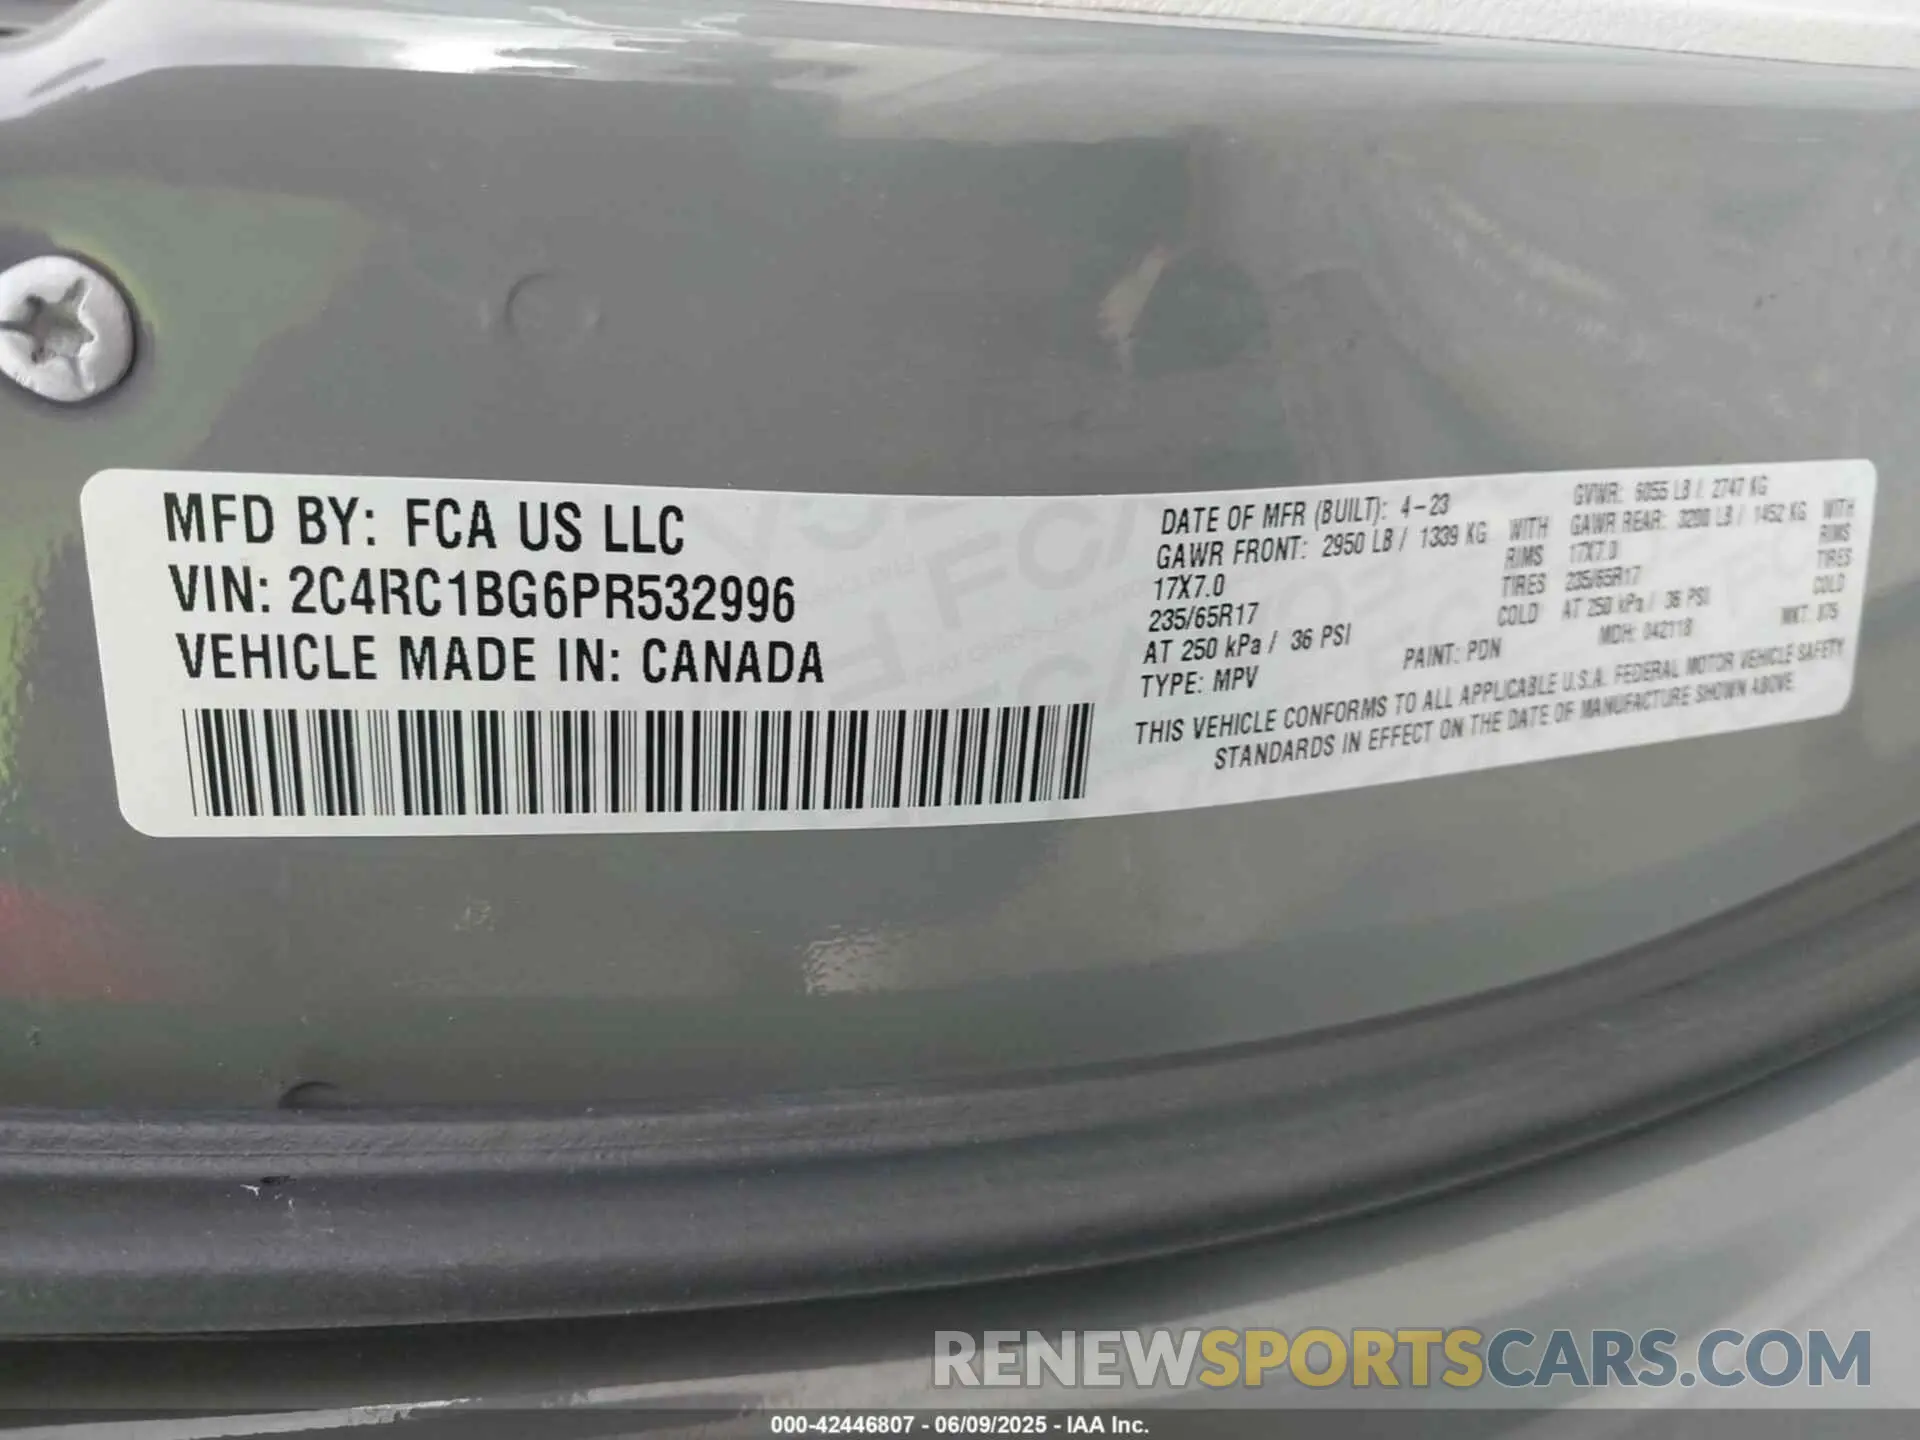 MFD BY: FCA US LLC
VIN: 2C4RC1BG6PR532996
VEHICLE MADE IN: CANADA
DATE OF MFR (BUILT): 4-23 GVWR: 6055 LB / 2747 KG
GAWR FRONT: 2950 LB / 1339 KG WITH GAWR REAR: 3200 LB / 1452 KG WITH
17X7.0 RIMS 17X7.0 RIMS
235/65R17 TIRES 235/65R17 TIRES
AT 250 kPa / 36 PSI COLD AT 250 kPa / 36 PSI COLD
TYPE: MPV PAINT: PDN MDH: 042118 MKT:
THIS VEHICLE CONFORMS TO ALL APPLICABLE U.S.A. FEDERAL MOTOR VEHICLE SAFETY
STANDARDS IN EFFECT ON THE DATE OF MANUFACTURE SHOWN ABOVE.
RENEWSPORTSCARS.COM
000-42446807 - 06/09/2025 - IAA Inc.